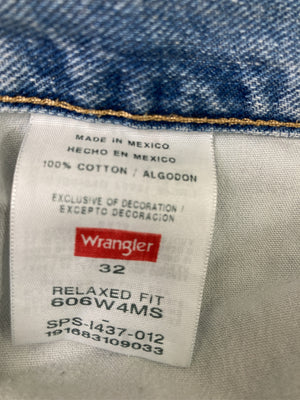 MADE IN MEXICO
HECHO EN MEXICO
100% COTTON / ALGODON
EXCLUSIVE OF DECORATION /
EXCEPTO DECORACION
Wrangler
32
RELAXED FIT
606W4MS
-
SPS-I437-012
191683109033